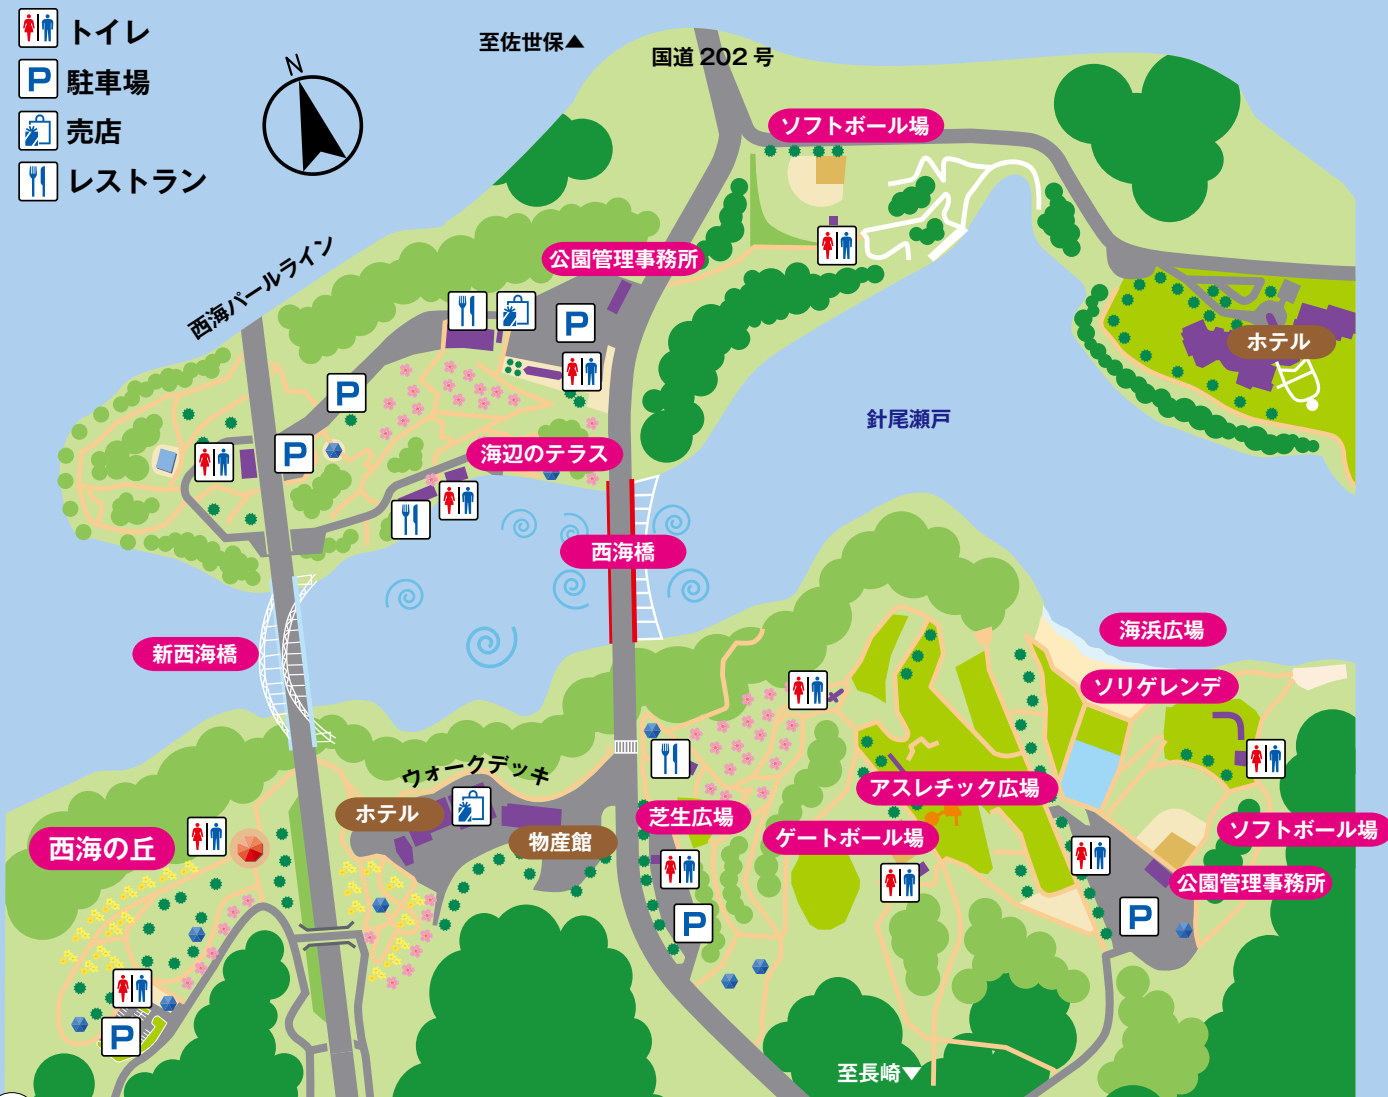 トイレ
駐車場
売店
レストラン
N
至佐世保▲
国道 202 号
ソフトボール場
公園管理事務所
西海パールライン
P
P
P
ホテル
針尾瀬戸
海辺のテラス
西海橋
新西海橋
海浜広場
ソリゲレンデ
ウォークデッキ
アスレチック広場
ホテル
芝生広場
ゲートボール場
ソフトボール場
物産館
西海の丘
公園管理事務所
P
P
P
P
至長崎▼